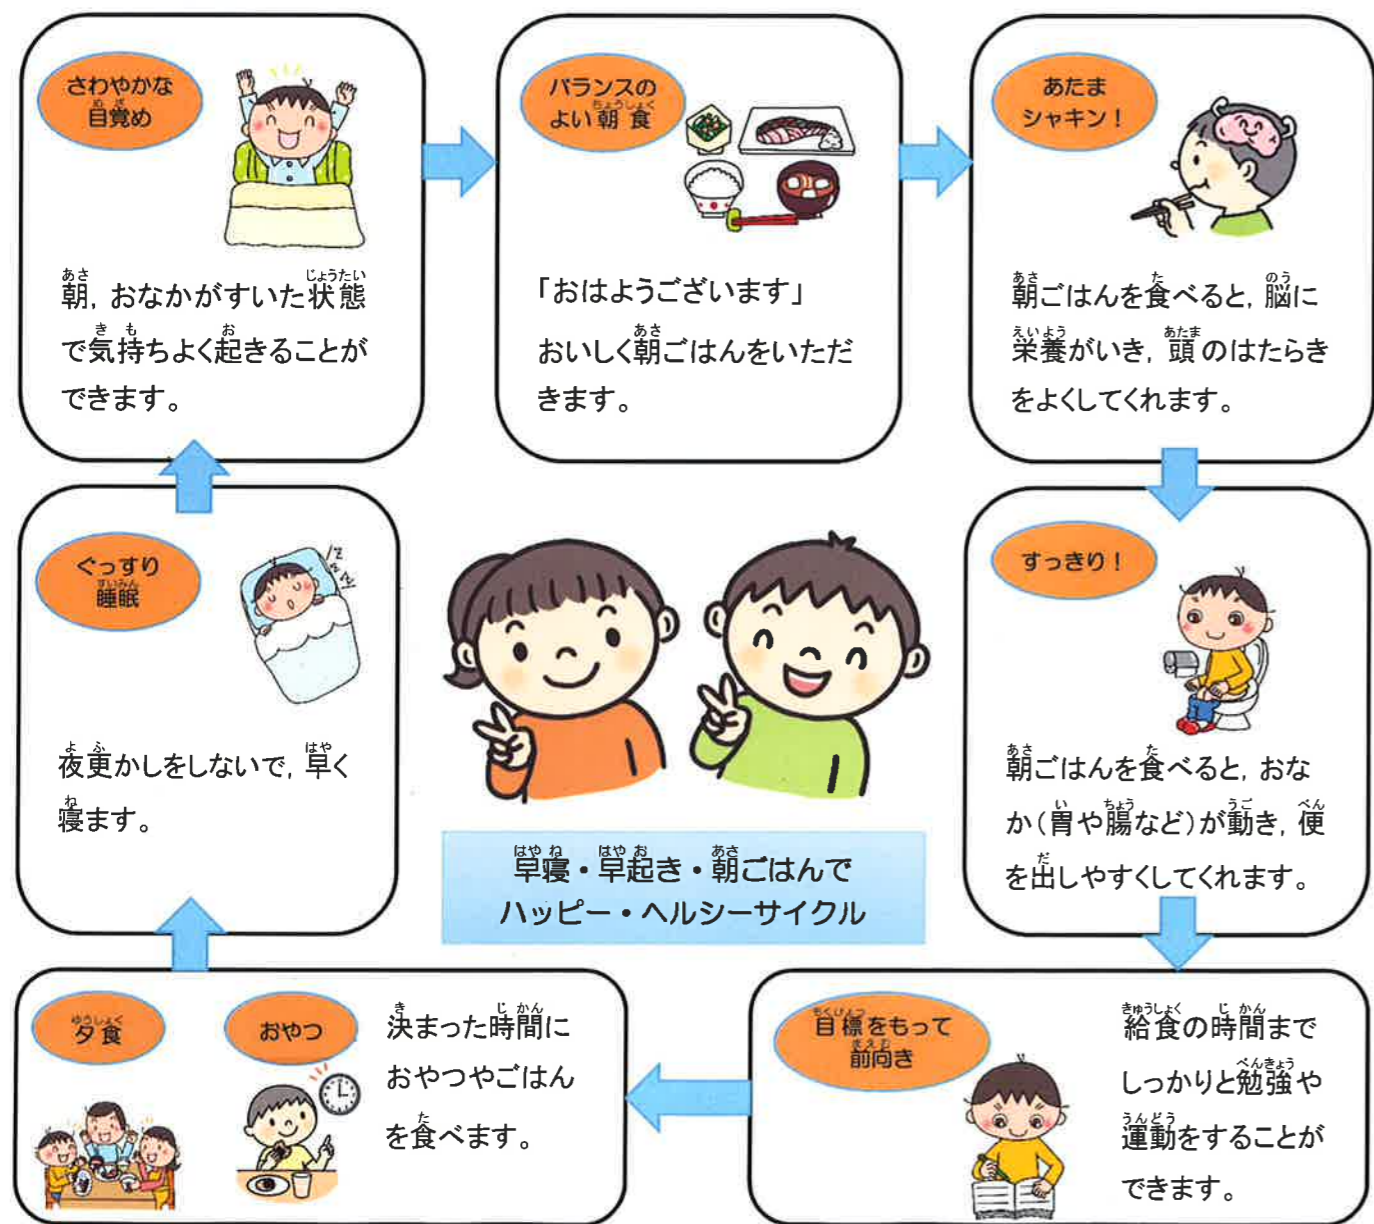 さわやかな
目覚め
朝，おなかがすいた状態
で気持ちよく起きることが
できます。
バランスの
よい朝食
「おはようございます」
おいしく朝ごはんをいただ
きます。
あたま
シャキン！
朝ごはんを食べると，脳に
栄養がいき，頭のはたらき
をよくしてくれます。
すっきり！
朝ごはんを食べると，おな
か（胃や腸など）が動き，便
を出しやすくしてくれます。
目標をもって
前向き
給食の時間まで
しっかりと勉強や
運動をすることが
できます。
夕食
おやつ
決まった時間に
おやつやごはん
を食べます。
ぐっすり
睡眠
夜更かしをしないで，早く
寝ます。
早寝・早起き・朝ごはんで
ハッピー・ヘルシーサイクル